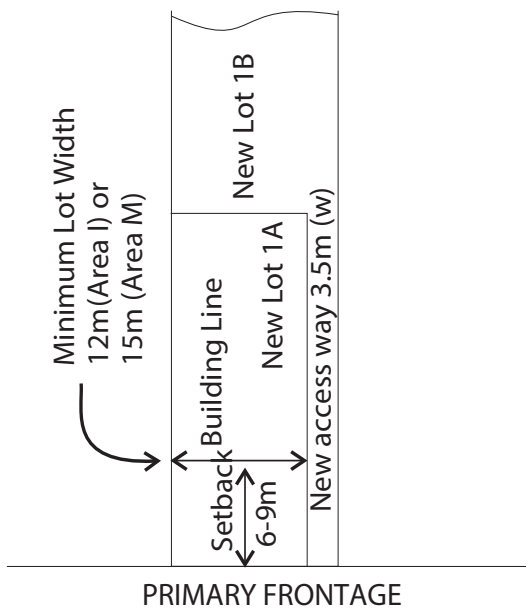 Minimum Lot Width
12m(Area I) or
15m (Area M)
New Lot 1B
New Lot 1A
Building Line
Setback
6-9m
New access way 3.5m (w)
PRIMARY FRONTAGE